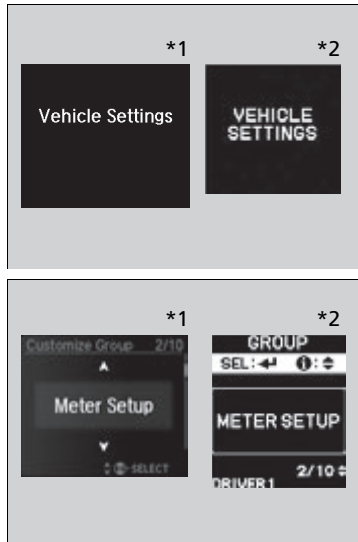 *1
*2
Vehicle Settings
VEHICLE
SETTINGS
*1
*2
Customize Group 2/10
Meter Setup
-SELECT
GROUP
SEL:
METER SETUP
2/10
DRIVER1